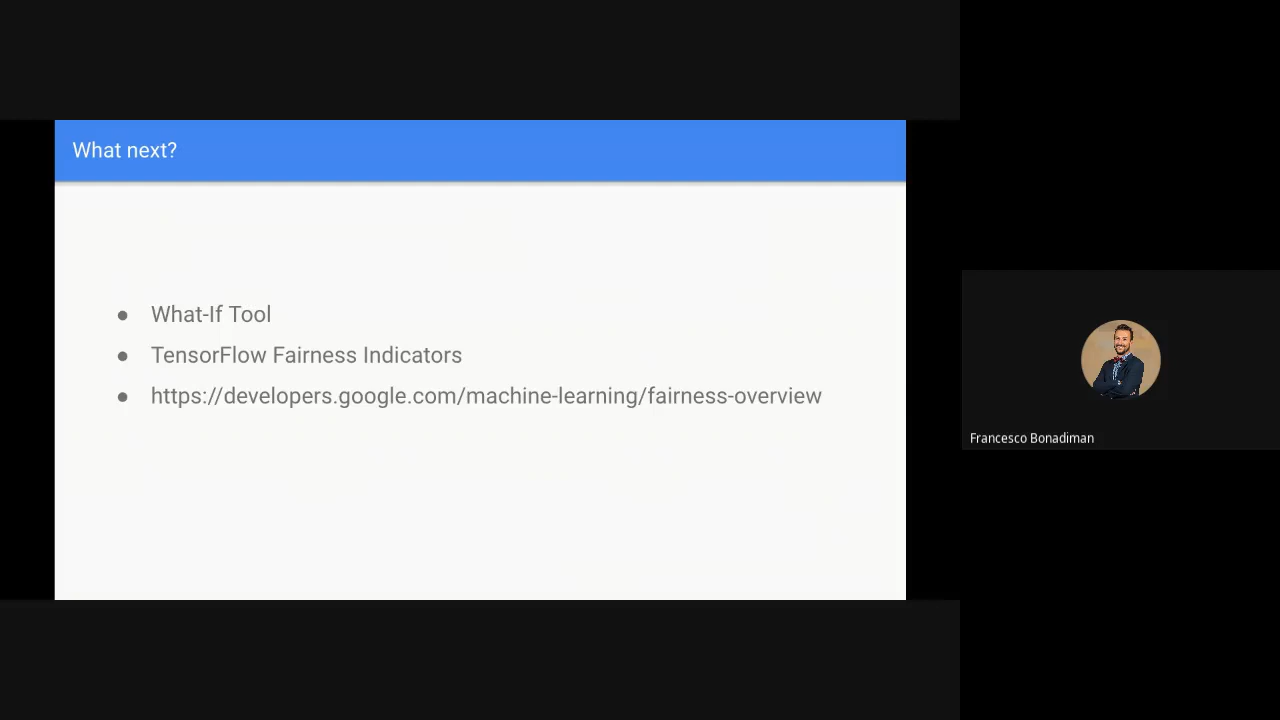 What next?
● What-If Tool
● TensorFlow Fairness Indicators
● https://developers.google.com/machine-learning/fairness-overview
Francesco Bonadiman